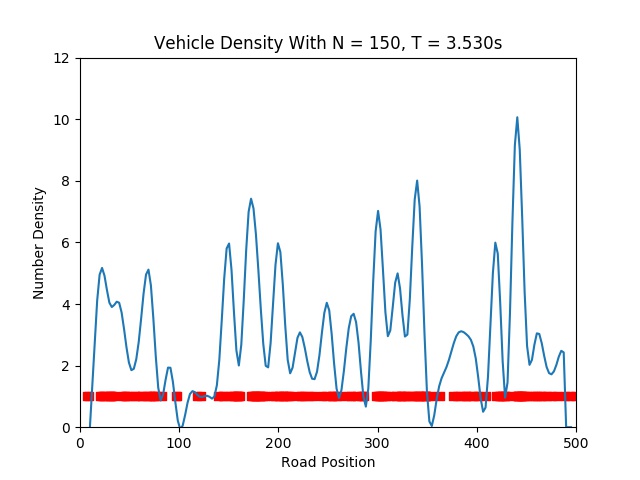 Vehicle Density With N = 150, T = 3.530s
12
10
8
6
4
2
0
Number Density
0 100 200 300 400 500
Road Position